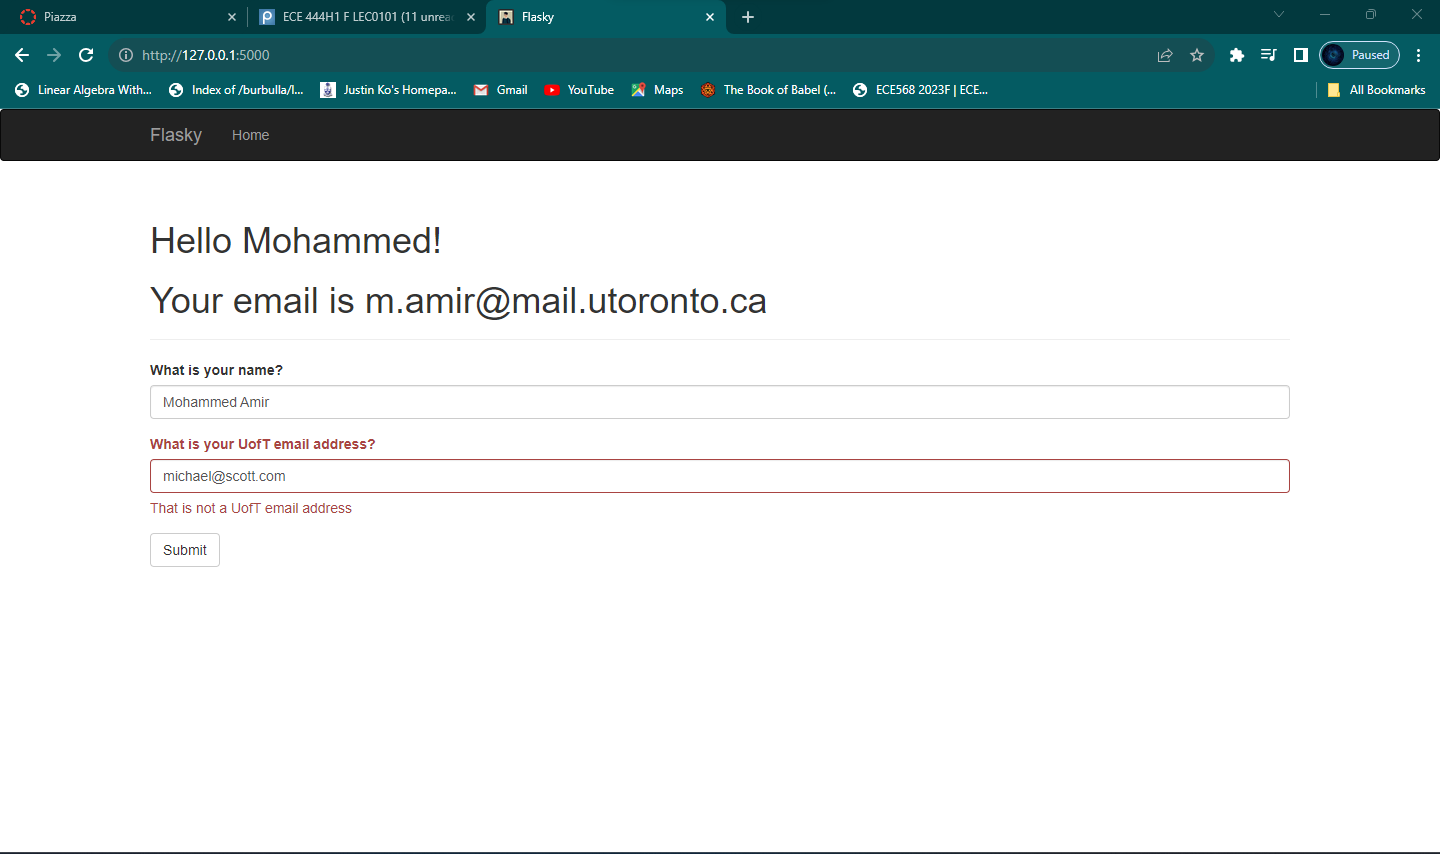 Piazza
ECE 444H1 F LEC0101 (11 unrea
Flasky
http://127.0.0.1:5000
Paused
Linear Algebra With...
Index of /burbulla/l...
Justin Ko's Homepa...
Gmail
YouTube
Maps
The Book of Babel (...
ECE568 2023F | ECE...
All Bookmarks
Flasky
Home
Hello Mohammed!
Your email is m.amir@mail.utoronto.ca
What is your name?
Mohammed Amir
What is your UofT email address?
michael@scott.com
That is not a UofT email address
Submit